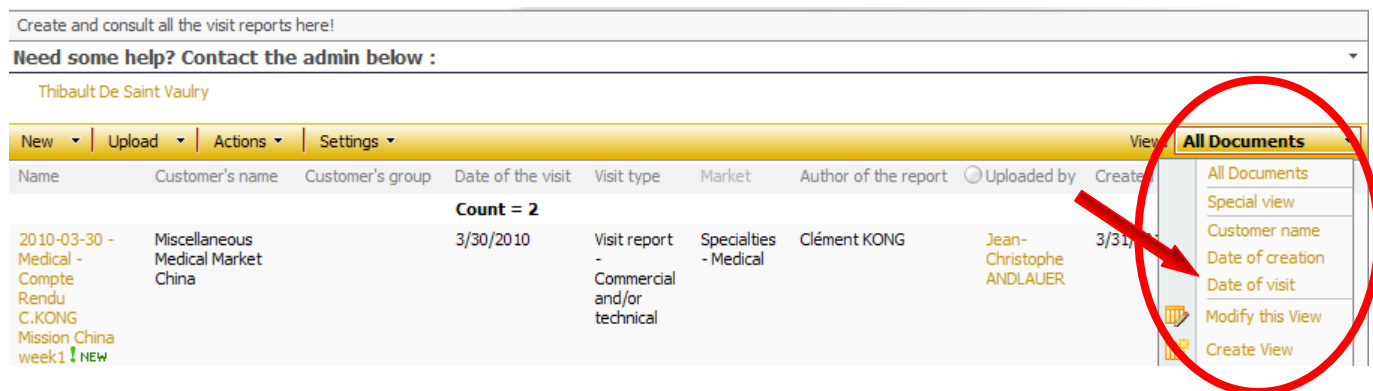 Create and consult all the visit reports here!
Need some help? Contact the admin below :
Thibault De Saint Vaulry
New Upload Actions Settings View: All Documents
Name Customer's name Customer's group Date of the visit Visit type Market Author of the report Uploaded by Created
Count = 2
2010-03-30 -
Medical -
Compte
Rendu
C.KONG
Mission China
week1 ! NEW
Miscellaneous
Medical Market
China
3/30/2010
Visit report
-
Commercial
and/or
technical
Specialties
- Medical
Clément KONG
Jean-
Christophe
ANDLAUER
All Documents
Special view
Customer name
Date of creation
Date of visit
Modify this View
Create View